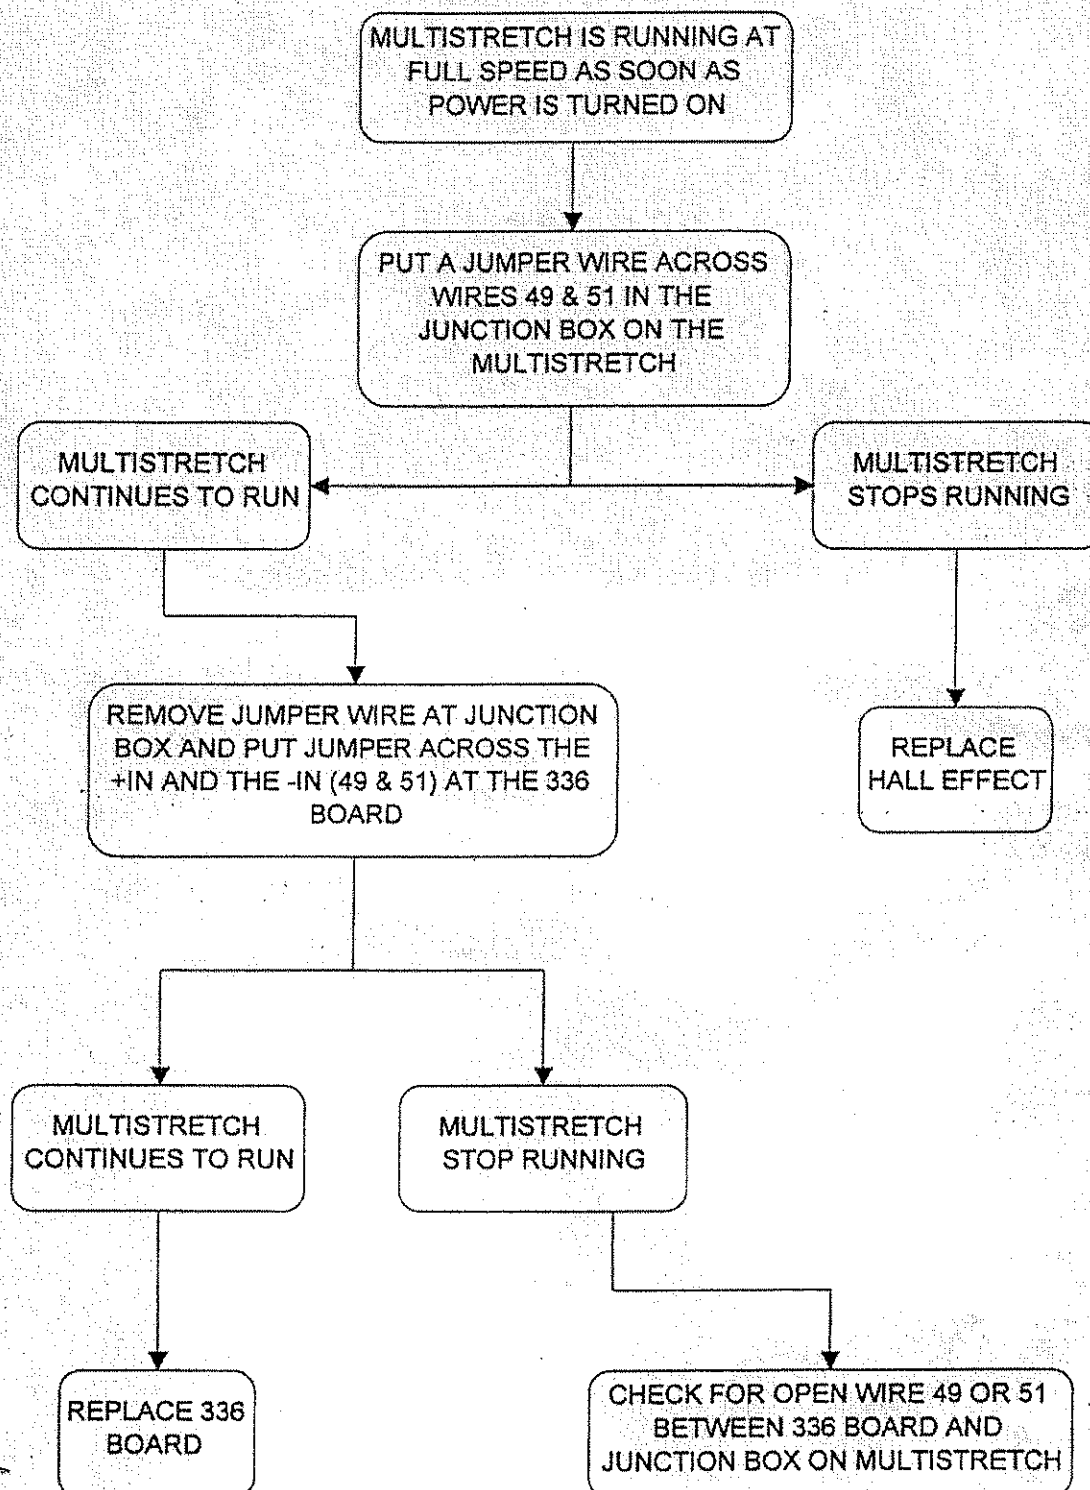 MULTISTRETCH IS RUNNING AT
FULL SPEED AS SOON AS
POWER IS TURNED ON
PUT A JUMPER WIRE ACROSS
WIRES 49 & 51 IN THE
JUNCTION BOX ON THE
MULTISTRETCH
MULTISTRETCH
CONTINUES TO RUN
MULTISTRETCH
STOPS RUNNING
REMOVE JUMPER WIRE AT JUNCTION
BOX AND PUT JUMPER ACROSS THE
+IN AND THE -IN (49 & 51) AT THE 336
BOARD
REPLACE
HALL EFFECT
MULTISTRETCH
CONTINUES TO RUN
MULTISTRETCH
STOP RUNNING
REPLACE 336
BOARD
CHECK FOR OPEN WIRE 49 OR 51
BETWEEN 336 BOARD AND
JUNCTION BOX ON MULTISTRETCH